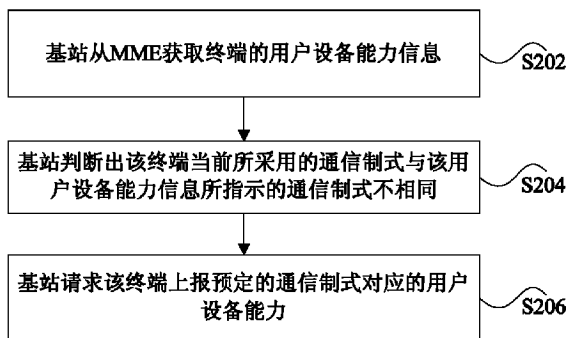 基站从MME获取终端的用户设备能力信息
S202
基站判断出该终端当前所采用的通信制式与该用
户设备能力信息所指示的通信制式不相同
S204
基站请求该终端上报预定的通信制式对应的用户
设备能力
S206